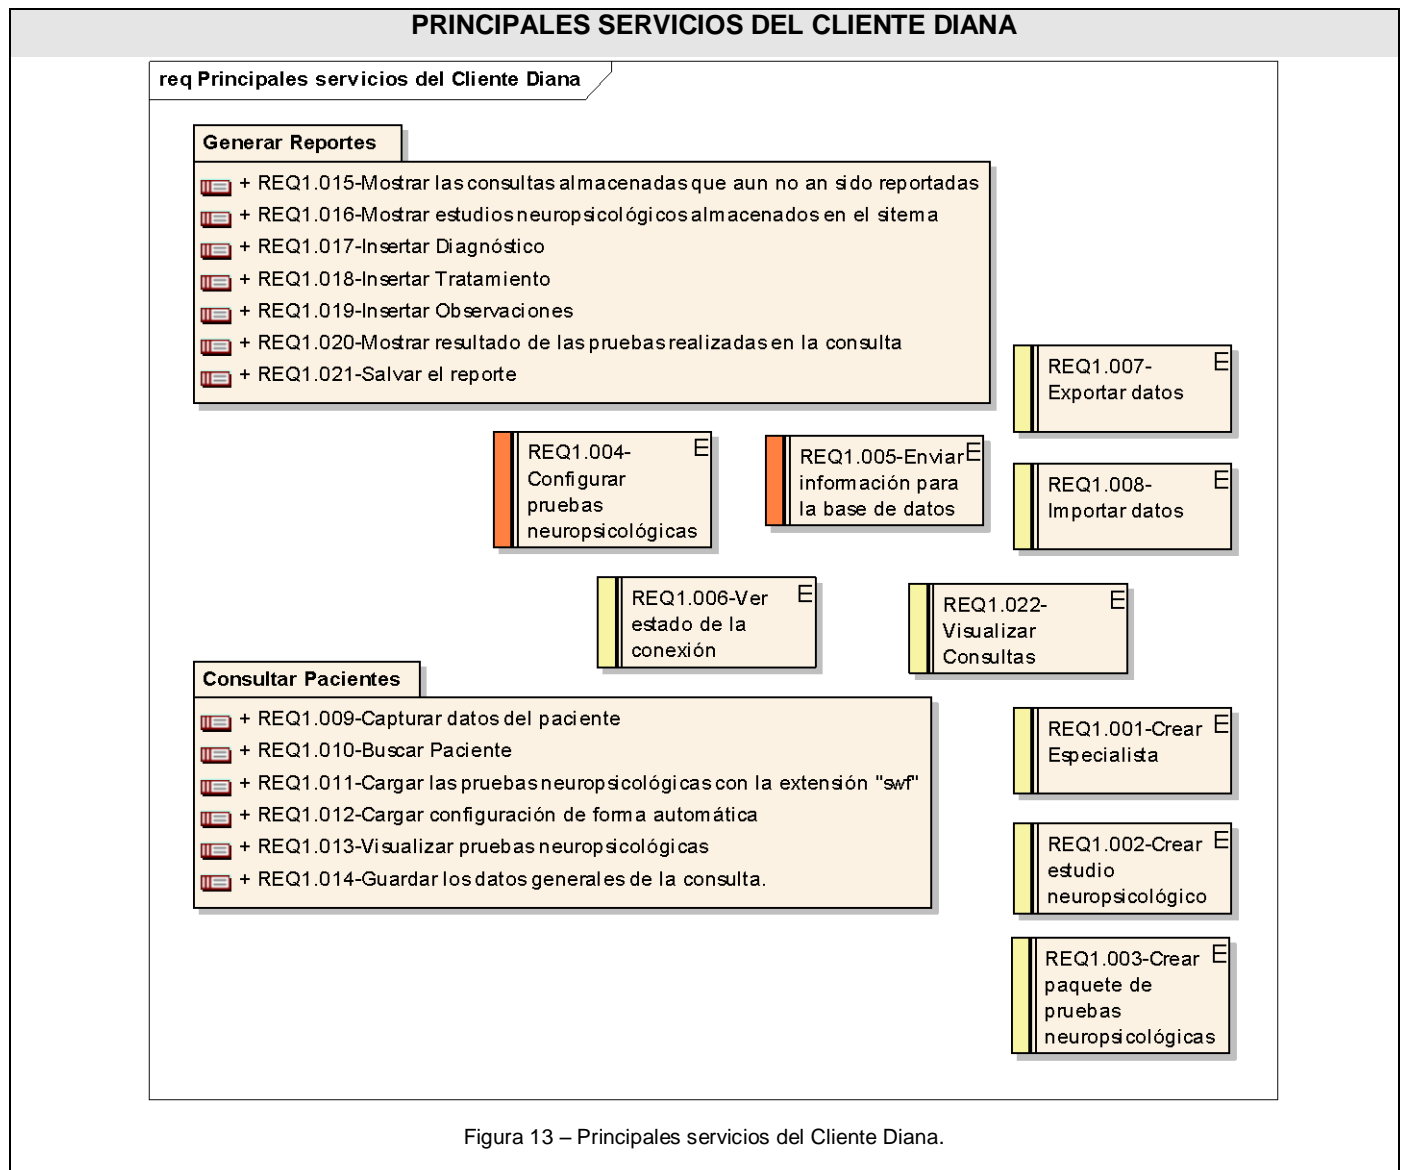 PRINCIPALES SERVICIOS DEL CLIENTE DIANA
req Principales servicios del Cliente Diana
Generar Reportes
+ REQ1.015-Mostrar las consultas almacenadas que aun no an sido reportadas
+ REQ1.016-Mostrar estudios neuropsicológicos almacenados en el sitema
+ REQ1.017-Insertar Diagnóstico
+ REQ1.018-Insertar Tratamiento
+ REQ1.019-Insertar Observaciones
+ REQ1.020-Mostrar resultado de las pruebas realizadas en la consulta
+ REQ1.021-Salvar el reporte
REQ1.007-
Exportar datos
E
REQ1.004-
Configurar
pruebas
neuropsicológicas
E
REQ1.005-Enviar
información para
la base de datos
E
REQ1.008-
Importar datos
E
REQ1.006-Ver
estado de la
conexión
E
REQ1.022-
Visualizar
Consultas
E
Consultar Pacientes
+ REQ1.009-Capturar datos del paciente
+ REQ1.010-Buscar Paciente
+ REQ1.011-Cargar las pruebas neuropsicológicas con la extensión "swf"
+ REQ1.012-Cargar configuración de forma automática
+ REQ1.013-Visualizar pruebas neuropsicológicas
+ REQ1.014-Guardar los datos generales de la consulta.
REQ1.001-Crear
Especialista
E
REQ1.002-Crear
estudio
neuropsicológico
E
REQ1.003-Crear
paquete de
pruebas
neuropsicológicas
E
Figura 13 – Principales servicios del Cliente Diana.